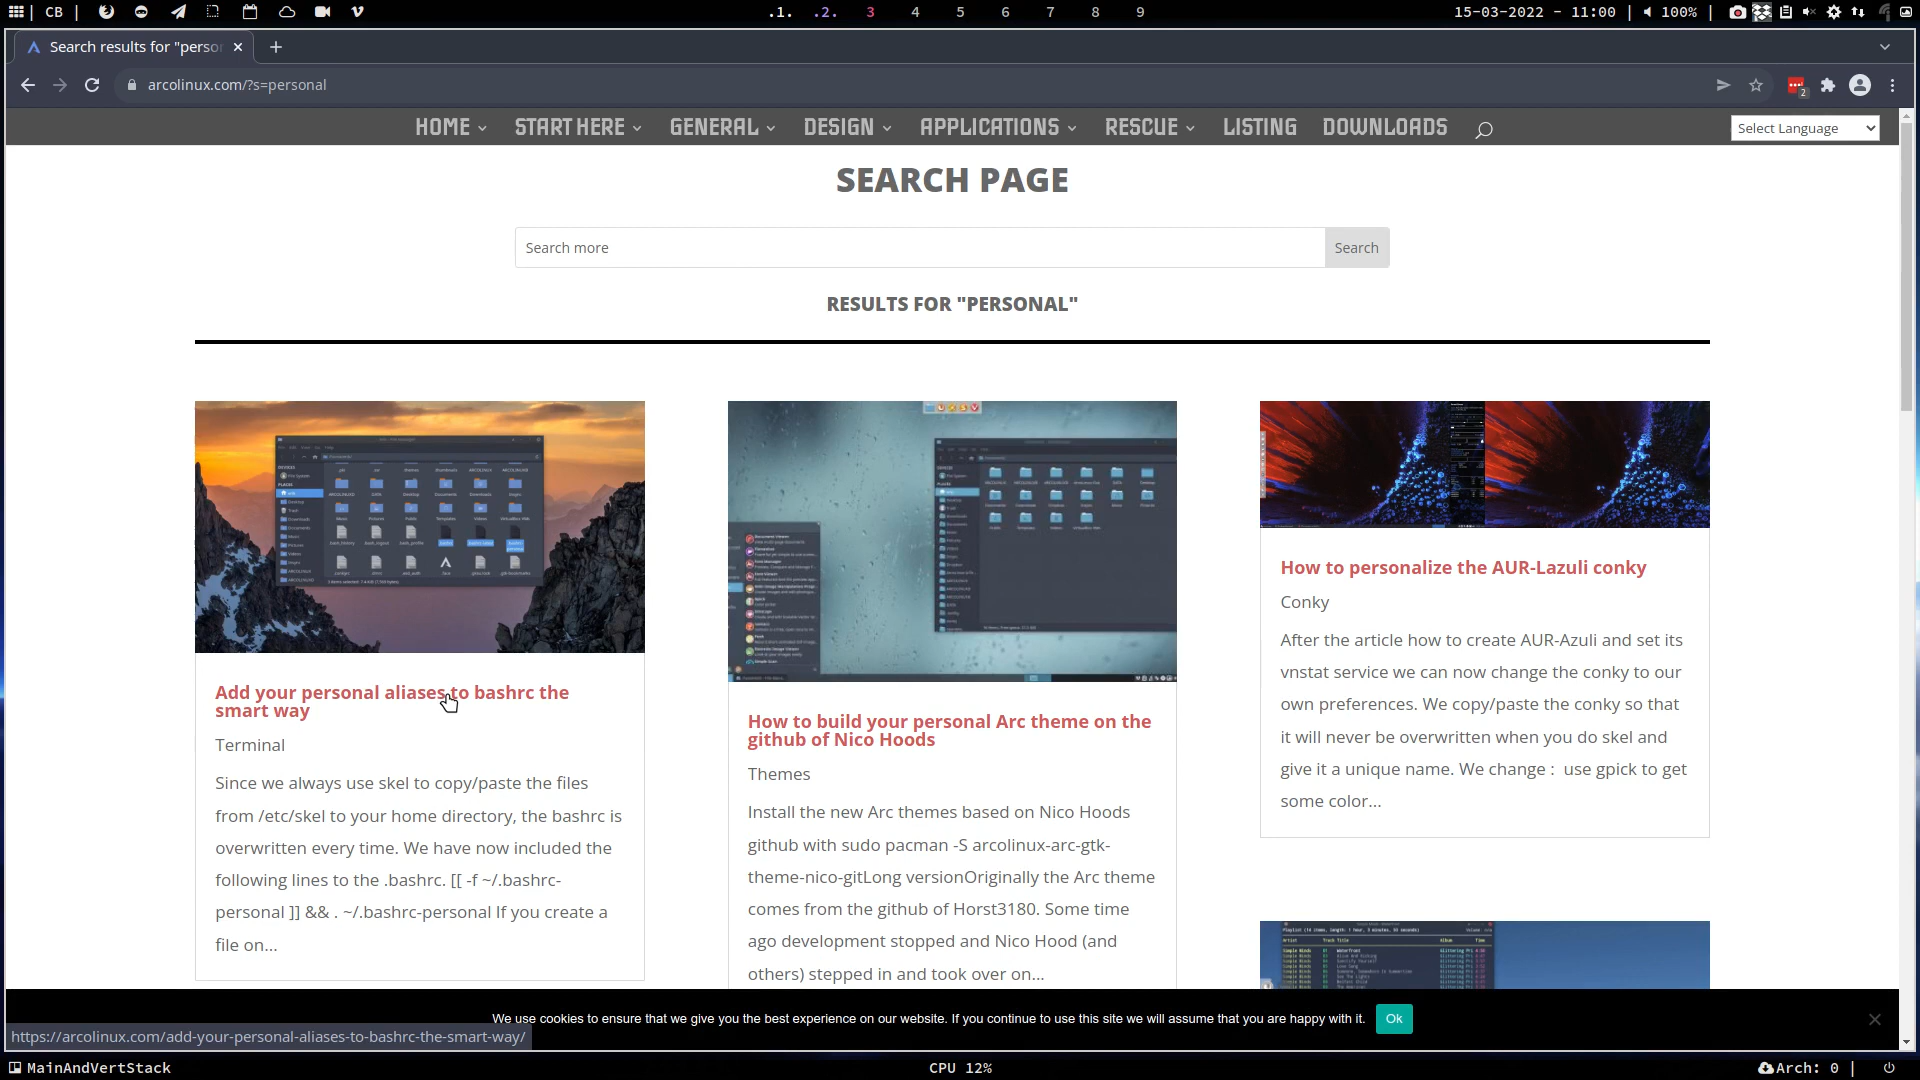 CB
.1. .2. 3 4 5 6 7 8 9
15-03-2022 - 11:00 | 100% |
Search results for "perso
arcolinux.com/?s=personal
2
HOME START HERE GENERAL DESIGN APPLICATIONS RESCUE LISTING DOWNLOADS
Select Language
SEARCH PAGE
Search more
Search
RESULTS FOR "PERSONAL"
Add your personal aliases to bashrc the
smart way
Terminal
Since we always use skel to copy/paste the files
from /etc/skel to your home directory, the bashrc is
overwritten every time. We have now included the
following lines to the .bashrc. [[ -f ~/.bashrc-
personal ]] && . ~/.bashrc-personal If you create a
file on...
How to build your personal Arc theme on the
github of Nico Hoods
Themes
Install the new Arc themes based on Nico Hoods
github with sudo pacman -S arcolinux-arc-gtk-
theme-nico-gitLong versionOriginally the Arc theme
comes from the github of Horst3180. Some time
ago development stopped and Nico Hood (and
others) stepped in and took over on...
How to personalize the AUR-Lazuli conky
Conky
After the article how to create AUR-Azuli and set its
vnstat service we can now change the conky to our
own preferences. We copy/paste the conky so that
it will never be overwritten when you do skel and
give it a unique name. We change : use gpick to get
some color...
We use cookies to ensure that we give you the best experience on our website. If you continue to use this site we will assume that you are happy with it.
Ok
https://arcolinux.com/add-your-personal-aliases-to-bashrc-the-smart-way/
MainAndVertStack
CPU 12%
Arch: 0 |